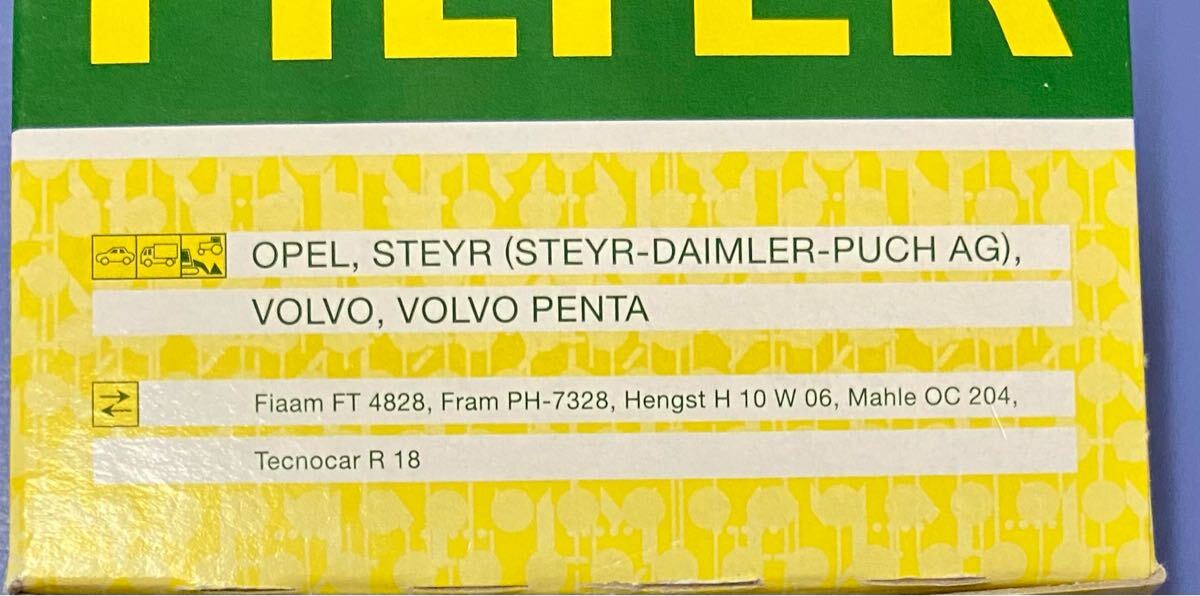 FILTER
OPEL, STEYR (STEYR-DAIMLER-PUCH AG),
VOLVO, VOLVO PENTA
Fiaam FT 4828, Fram PH-7328, Hengst H 10 W 06, Mahle OC 204,
Tecnocar R 18